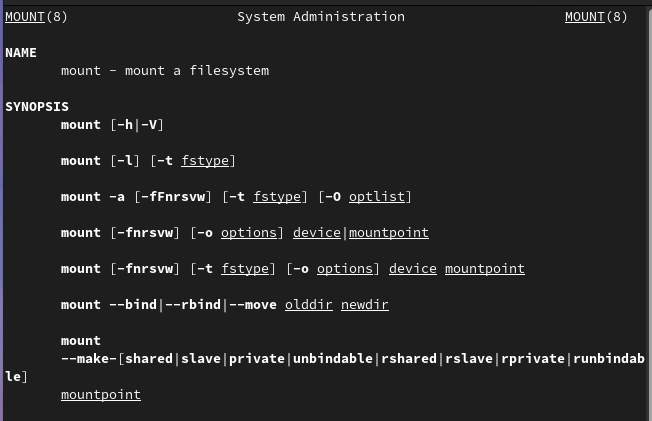 MOUNT(8) System Administration MOUNT(8)
NAME
mount - mount a filesystem
SYNOPSIS
mount [-h|-V]
mount [-l] [-t fstype]
mount -a [-fFnrsvw] [-t fstype] [-O optlist]
mount [-fnrsvw] [-o options] device|mountpoint
mount [-fnrsvw] [-t fstype] [-o options] device mountpoint
mount --bind|--rbind|--move olddir newdir
mount
--make-[shared|slave|private|unbindable|rshared|rslave|rprivate|runbindab
le]
mountpoint